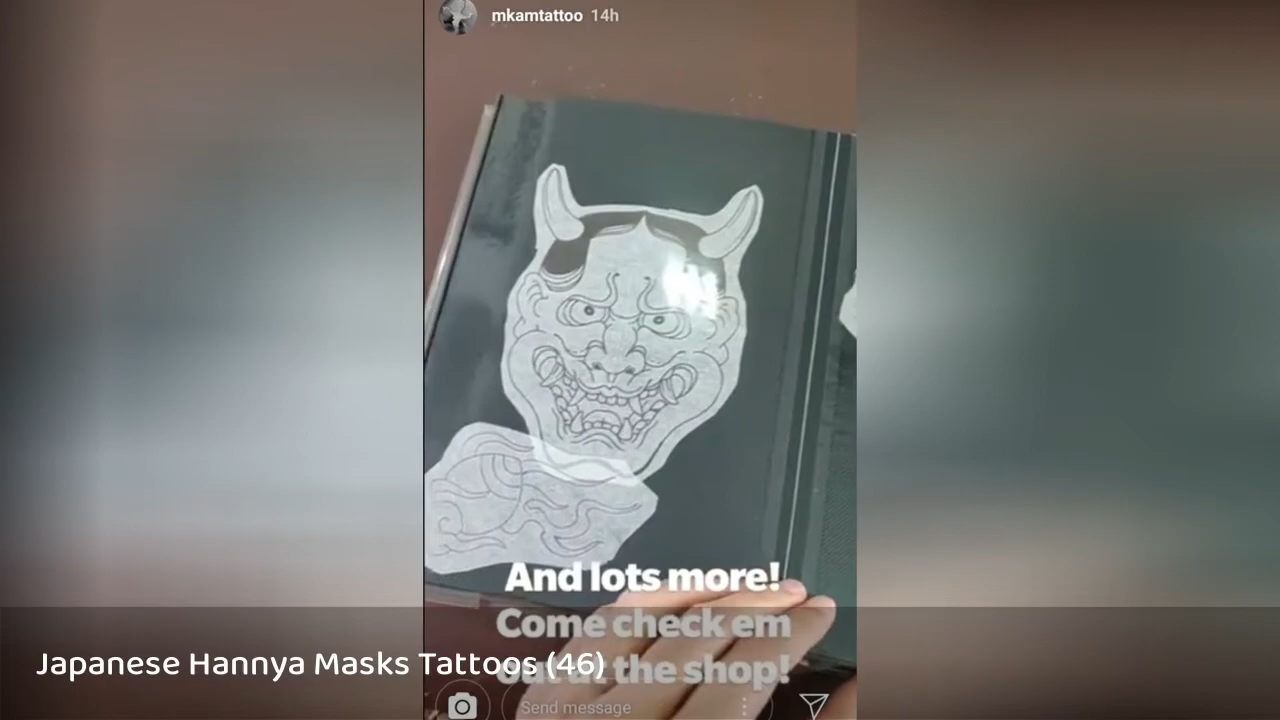 mkamtattoo 14h
And lots more!
Come check em
out at the shop!
Japanese Hannya Masks Tattoos (46)
Send message